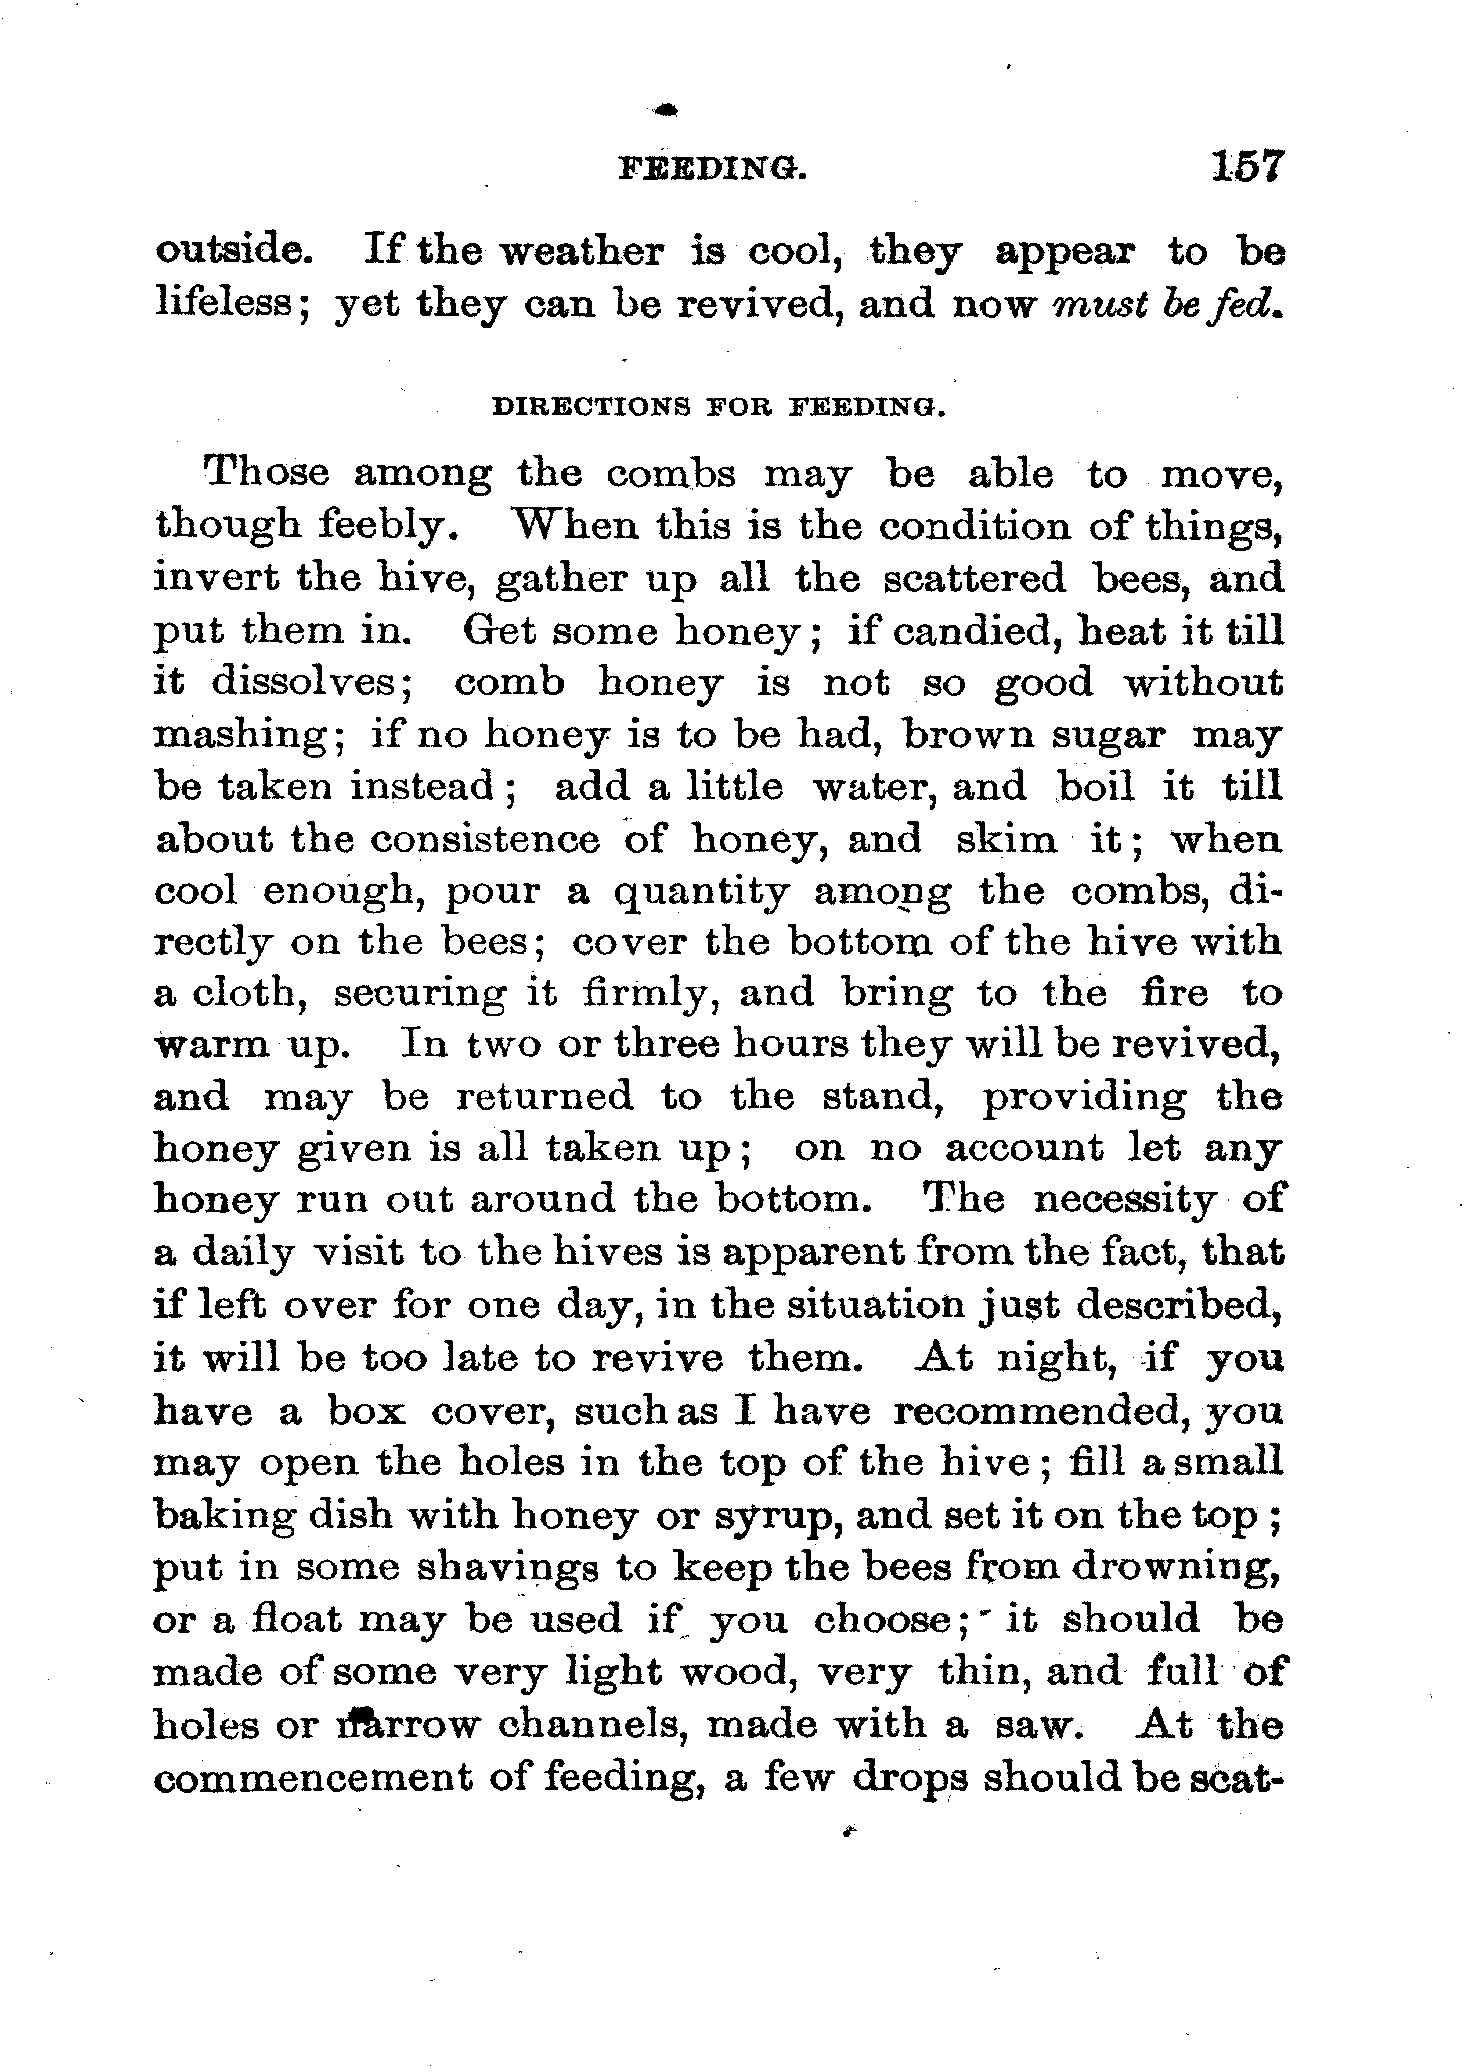 FEEDING. 157
outside. If the weather is cool, they appear to be
lifeless; yet they can be revived, and now must be fed.
DIRECTIONS FOR FEEDING.
Those among the combs may be able to move,
though feebly. When this is the condition of things,
invert the hive, gather up all the scattered bees, and
put them in. Get some honey; if candied, heat it till
it dissolves; comb honey is not so good without
mashing; if no honey is to be had, brown sugar may
be taken instead; add a little water, and boil it till
about the consistence of honey, and skim it; when
cool enough, pour a quantity among the combs, di-
rectly on the bees; cover the bottom of the hive with
a cloth, securing it firmly, and bring to the fire to
warm up. In two or three hours they will be revived,
and may be returned to the stand, providing the
honey given is all taken up; on no account let any
honey run out around the bottom. The necessity of
a daily visit to the hives is apparent from the fact, that
if left over for one day, in the situation just described,
it will be too late to revive them. At night, if you
have a box cover, such as I have recommended, you
may open the holes in the top of the hive; fill a small
baking dish with honey or syrup, and set it on the top;
put in some shavings to keep the bees from drowning,
or a float may be used if you choose; it should be
made of some very light wood, very thin, and full of
holes or narrow channels, made with a saw. At the
commencement of feeding, a few drops should be scat-